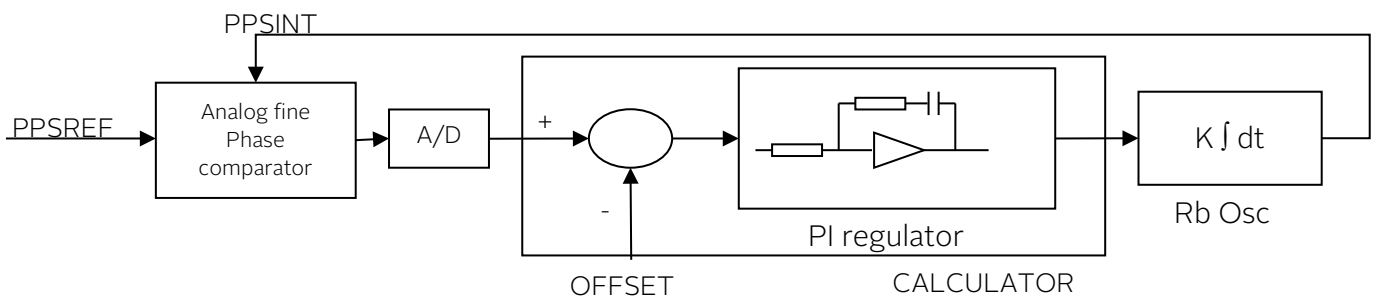 PPSINT
PPSREF
Analog fine
Phase
comparator
A/D
+
-
OFFSET
PI regulator
CALCULATOR
K ∫ dt
Rb Osc